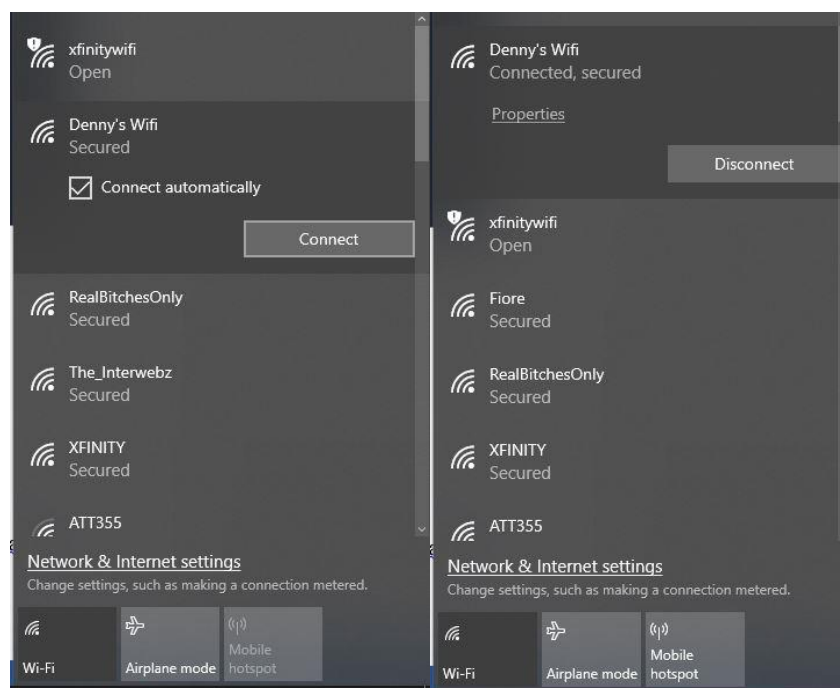 xfinitywifi
Open
Denny's Wifi
Secured
Connect automatically
Connect
RealBitchesOnly
Secured
The_Interwebz
Secured
XFINITY
Secured
ATT355
Network & Internet settings
Change settings, such as making a connection metered.
Wi-Fi
Airplane mode
Mobile
hotspot
Denny's Wifi
Connected, secured
Properties
Disconnect
xfinitywifi
Open
Fiore
Secured
RealBitchesOnly
Secured
XFINITY
Secured
ATT355
Network & Internet settings
Change settings, such as making a connection metered.
Wi-Fi
Airplane mode
Mobile
hotspot